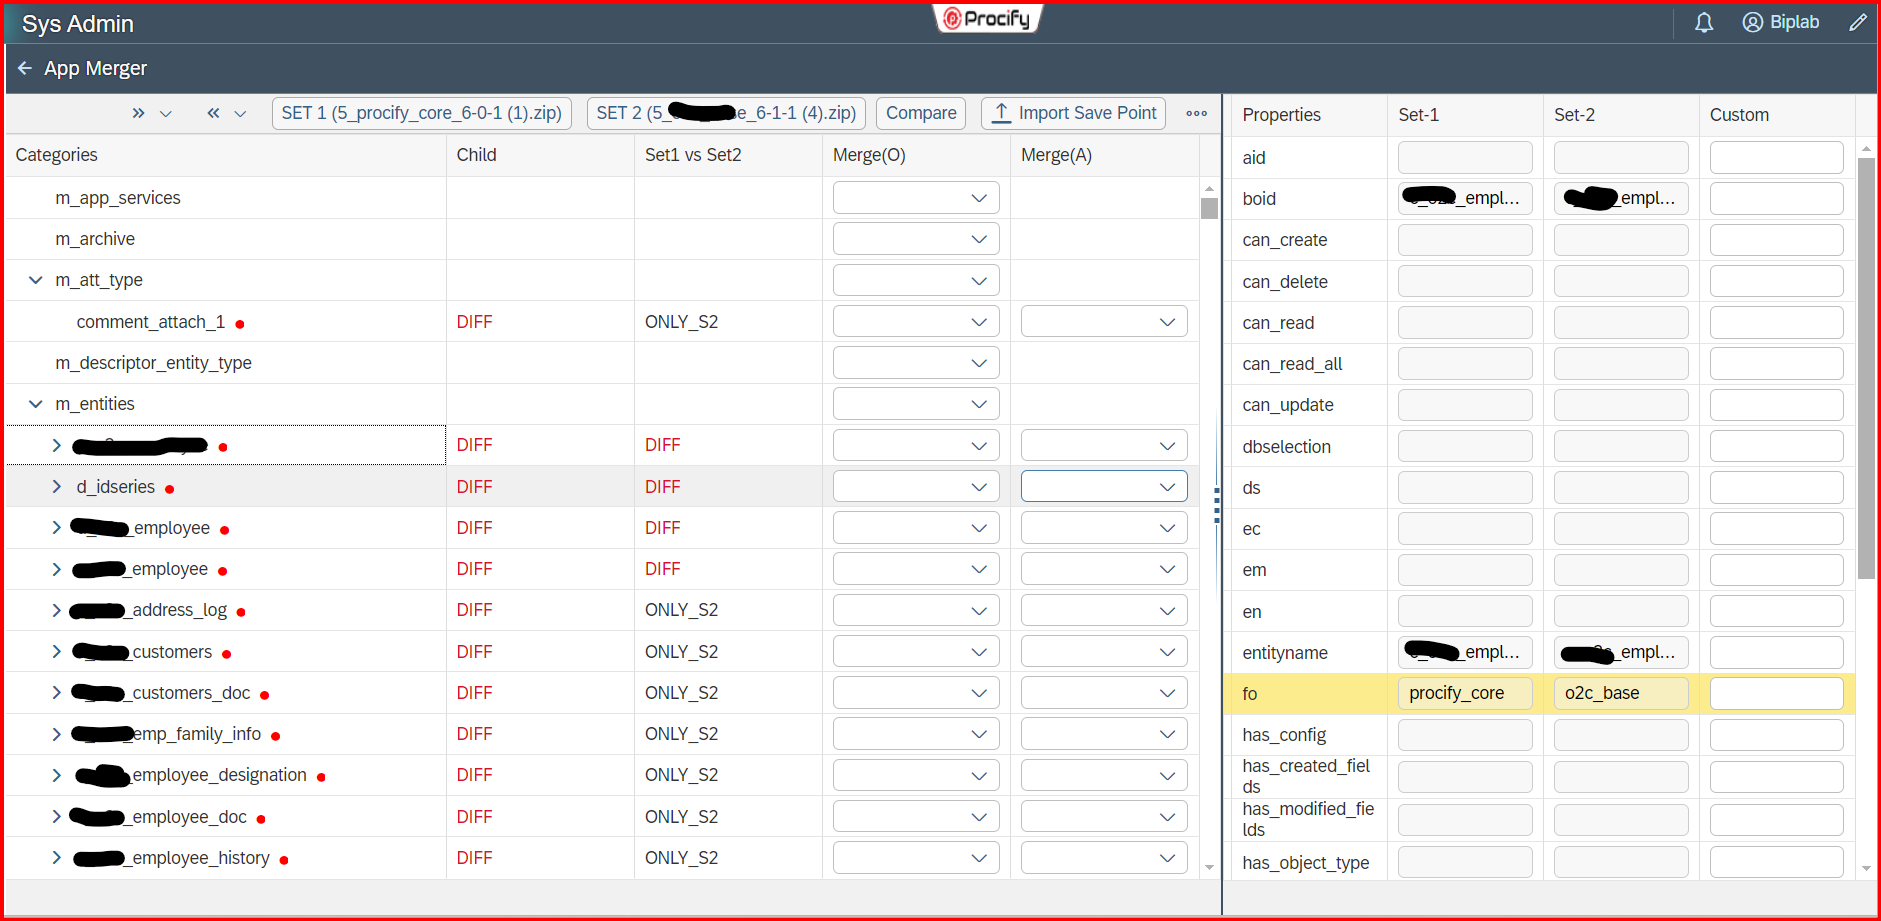 Sys Admin
Procify
Biplab
App Merger
SET 1 (5_procify_core_6-0-1 (1).zip)
SET 2 (5_ e_6-1-1 (4).zip)
Compare
Import Save Point
Categories Child Set1 vs Set2 Merge(O) Merge(A)
m_app_services
m_archive
m_att_type
comment_attach_1 DIFF ONLY_S2
m_descriptor_entity_type
m_entities
DIFF DIFF
d_idseries DIFF DIFF
_employee DIFF DIFF
_employee DIFF DIFF
_address_log DIFF ONLY_S2
_customers DIFF ONLY_S2
_customers_doc DIFF ONLY_S2
emp_family_info DIFF ONLY_S2
_employee_designation DIFF ONLY_S2
_employee_doc DIFF ONLY_S2
_employee_history DIFF ONLY_S2
Properties Set-1 Set-2 Custom
aid
boid _empl... _empl...
can_create
can_delete
can_read
can_read_all
can_update
dbselection
ds
ec
em
en
entityname _empl... _empl...
fo procify_core o2c_base
has_config
has_created_fiel
ds
has_modified_fie
lds
has_object_type